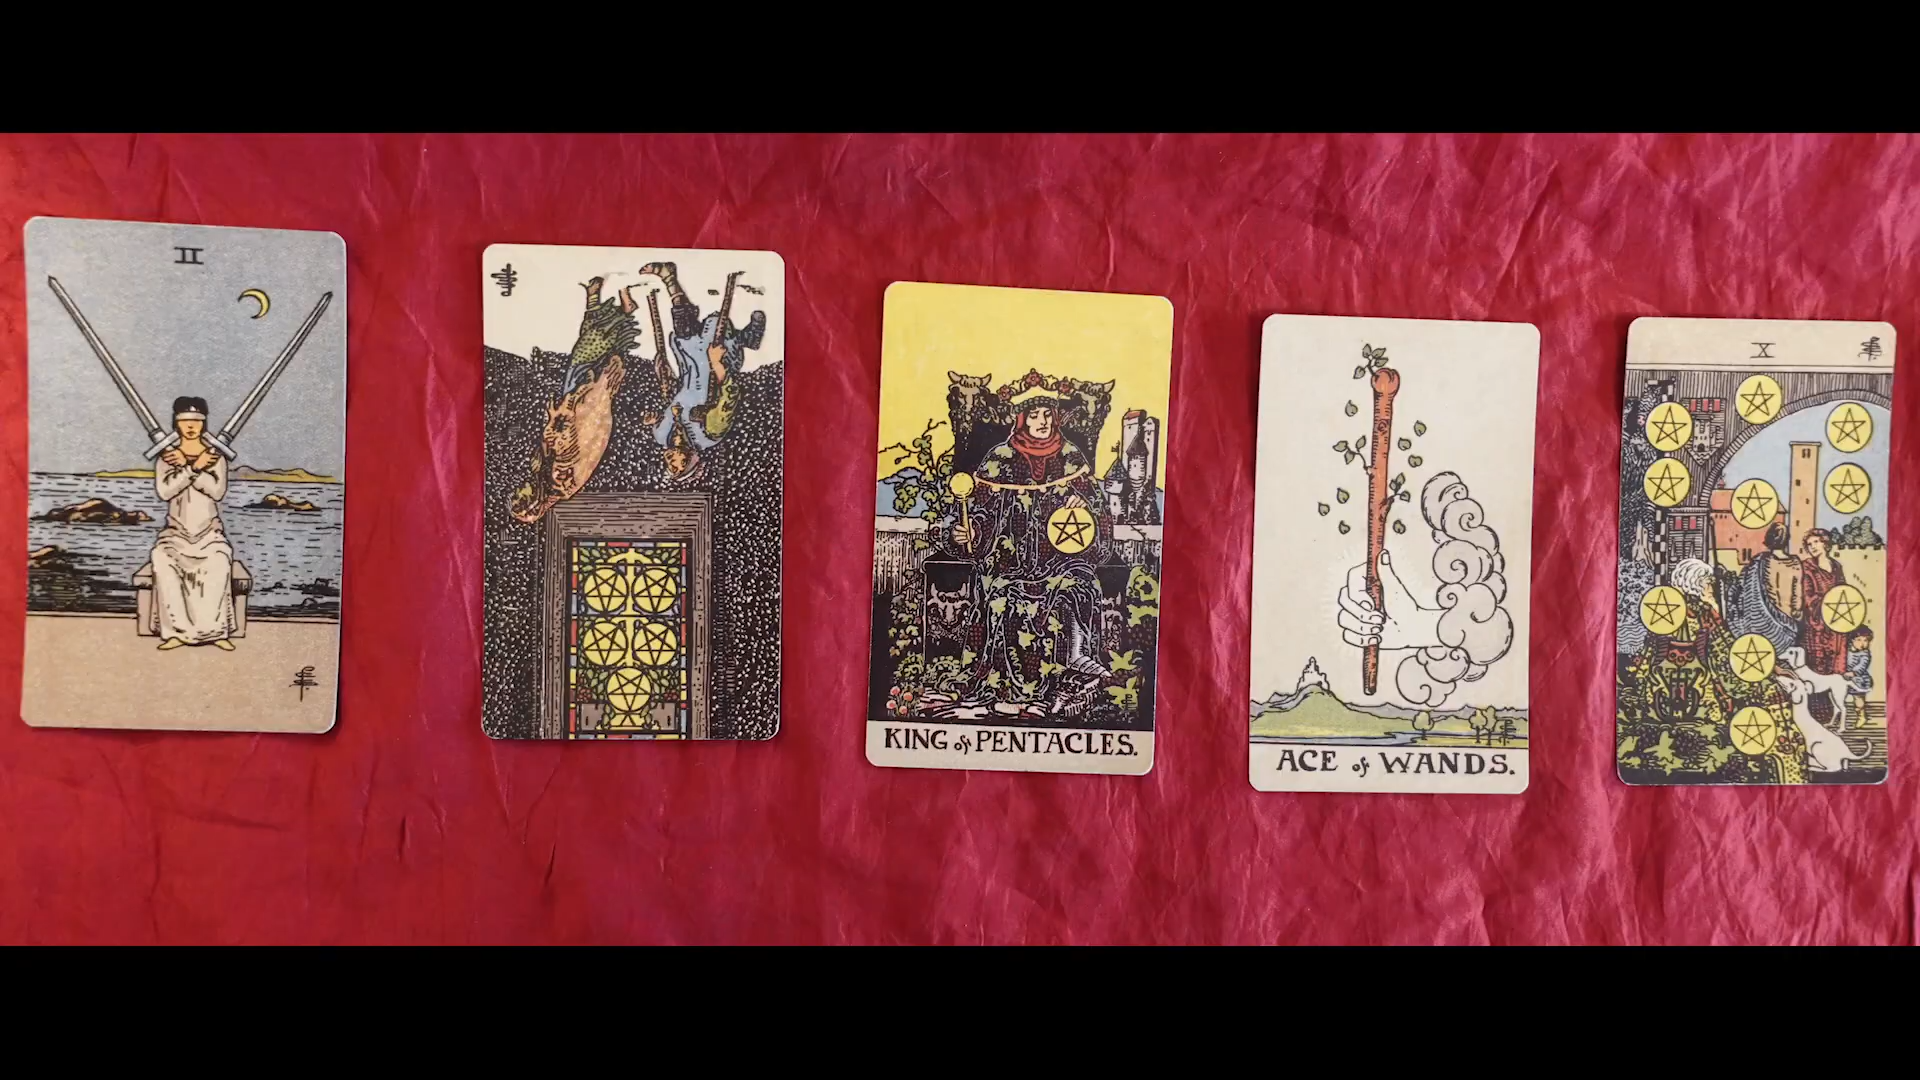 II
KING of PENTACLES.
ACE of WANDS.
X